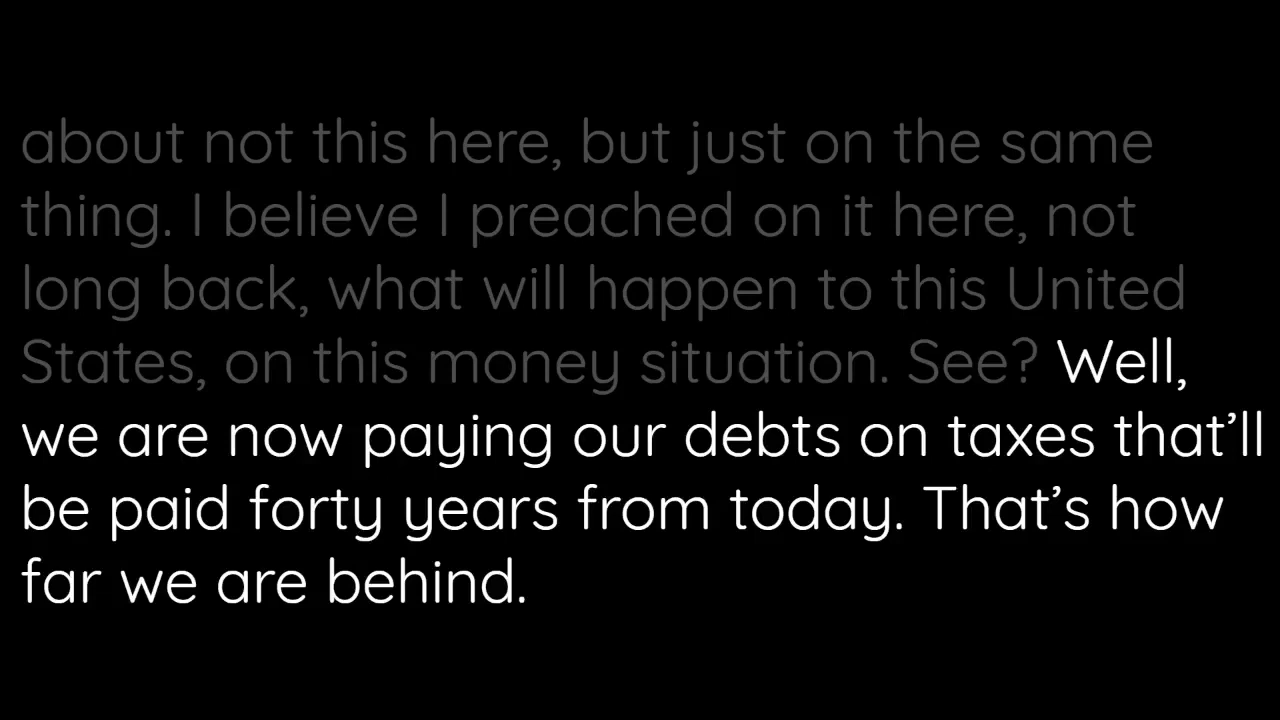 about not this here, but just on the same
thing. I believe I preached on it here, not
long back, what will happen to this United
States, on this money situation. See? Well,
we are now paying our debts on taxes that’ll
be paid forty years from today. That’s how
far we are behind.